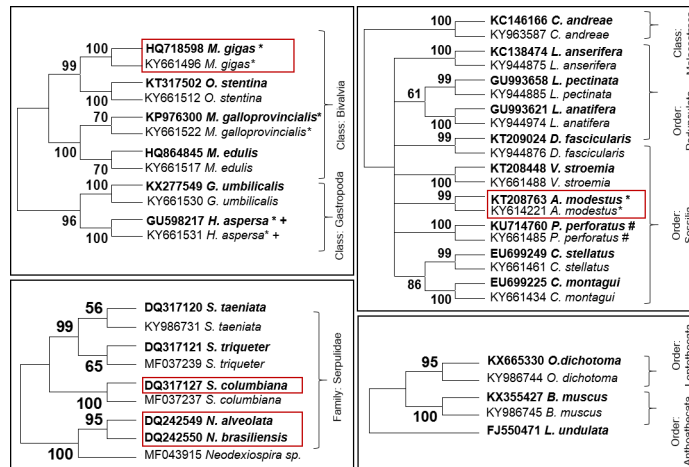 100
HQ718598 M. gigas *
KY661496 M. gigas*
99
KT317502 O. stentina
100
KY661512 O. stentina
70
KP976300 M. galloprovincialis*
KY661522 M. galloprovincialis*
100
HQ864845 M. edulis
70
KY661517 M. edulis
Class: Bivalvia
100
KX277549 G. umbilicalis
KY661530 G. umbilicalis
96
GU598217 H. aspersa* +
100
KY661531 H. aspersa* +
Class: Gastropoda
56
DQ317120 S. taeniata
99
KY986731 S. taeniata
DQ317121 S. triqueter
65
MF037239 S. triqueter
DQ317127 S. columbiana
100
MF037237 S. columbiana
95
DQ242549 N. alveolata
DQ242550 N. brasiliensis
100
MF043915 Neodexiospira sp.
Family: Serpulidae
100
KC146166 C. andreae
KY963587 C. andreae
Class:
100
KC138474 L. anserifera
KY944875 L. anserifera
99
GU993658 L. pectinata
61
KY944885 L. pectinata
GU993621 L. anatifera
100
KY944974 L. anatifera
Order:
99
KT209024 D. fascicularis
KY944876 D. fascicularis
KT208448 V. stroemia
100
KY661488 V. stroemia
99
KT208763 A. modestus *
KY614221 A. modestus*
100
KU714760 P. perforatus #
KY661485 P. perforatus #
99
EU699249 C. stellatus
KY661461 C. stellatus
86
EU699225 C. montagui
100
KY661434 C. montagui
Order:
95
KX665330 O.dichotoma
KY986744 O. dichotoma
Order:
KX355427 B. muscus
100
KY986745 B. muscus
FJ550471 L. undulata
Order: